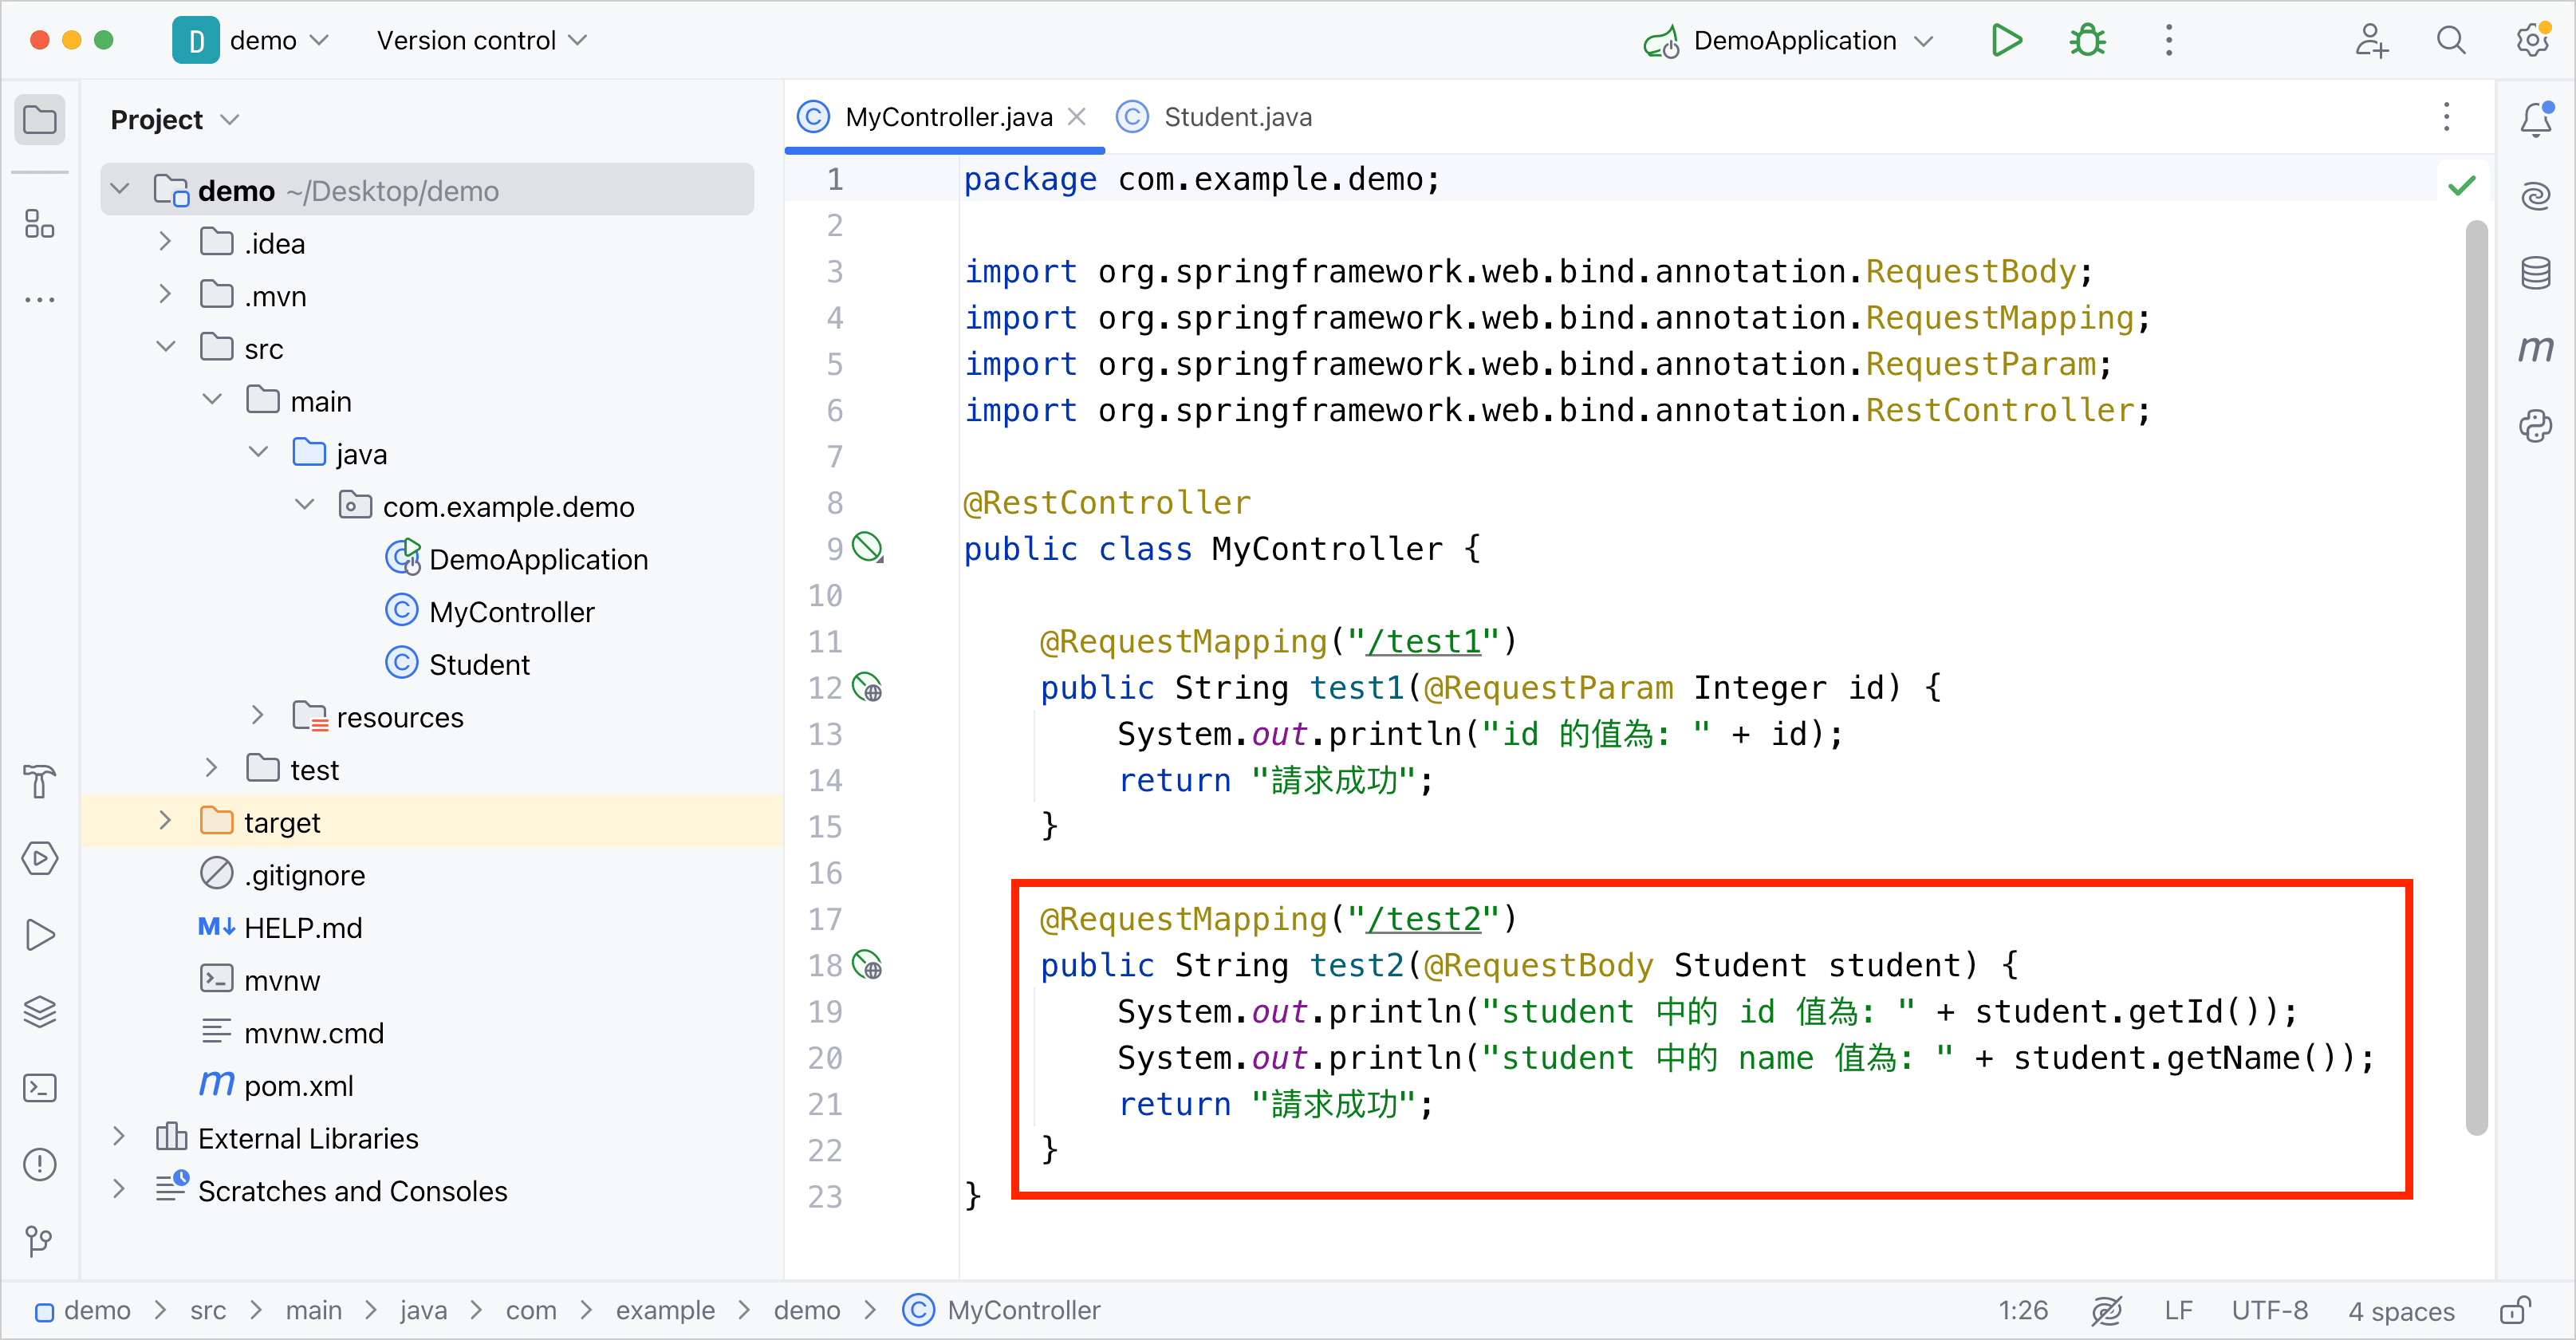 D demo Version control DemoApplication
Project
demo ~/Desktop/demo
.idea
.mvn
src
main
java
com.example.demo
DemoApplication
MyController
Student
resources
test
target
.gitignore
M↓ HELP.md
mvnw
mvnw.cmd
m pom.xml
External Libraries
Scratches and Consoles
MyController.java Student.java
1 package com.example.demo;
2
3 import org.springframework.web.bind.annotation.RequestBody;
4 import org.springframework.web.bind.annotation.RequestMapping;
5 import org.springframework.web.bind.annotation.RequestParam;
6 import org.springframework.web.bind.annotation.RestController;
7
8 @RestController
9 public class MyController {
10
11 @RequestMapping("/test1")
12 public String test1(@RequestParam Integer id) {
13 System.out.println("id 的值為: " + id);
14 return "請求成功";
15 }
16
17 @RequestMapping("/test2")
18 public String test2(@RequestBody Student student) {
19 System.out.println("student 中的 id 值為: " + student.getId());
20 System.out.println("student 中的 name 值為: " + student.getName());
21 return "請求成功";
22 }
23 }
m
demo > src > main > java > com > example > demo > MyController 1:26 LF UTF-8 4 spaces